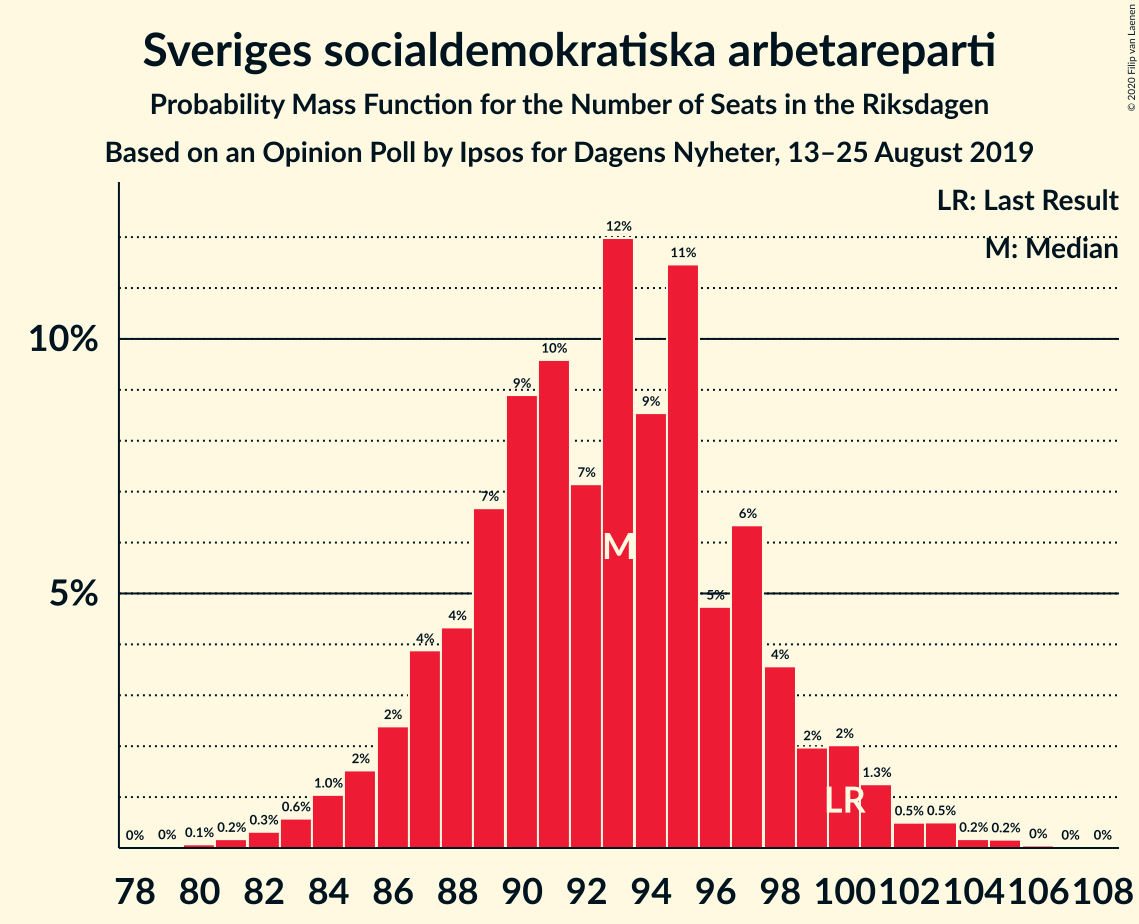 © 2020 Filip van Laenen
Sveriges socialdemokratiska arbetareparti
Probability Mass Function for the Number of Seats in the Riksdagen
Based on an Opinion Poll by Ipsos for Dagens Nyheter, 13–25 August 2019
LR: Last Result
M: Median
10%
5%
0% 0% 0.1% 0.2% 0.3% 0.6% 1.0% 2% 2% 4% 4% 7% 9% 10% 7% 12% 9% 11% 5% 6% 4% 2% 2% 1.3% 0.5% 0.5% 0.2% 0.2% 0% 0% 0%
M
LR
78 80 82 84 86 88 90 92 94 96 98 100 102 104 106 108